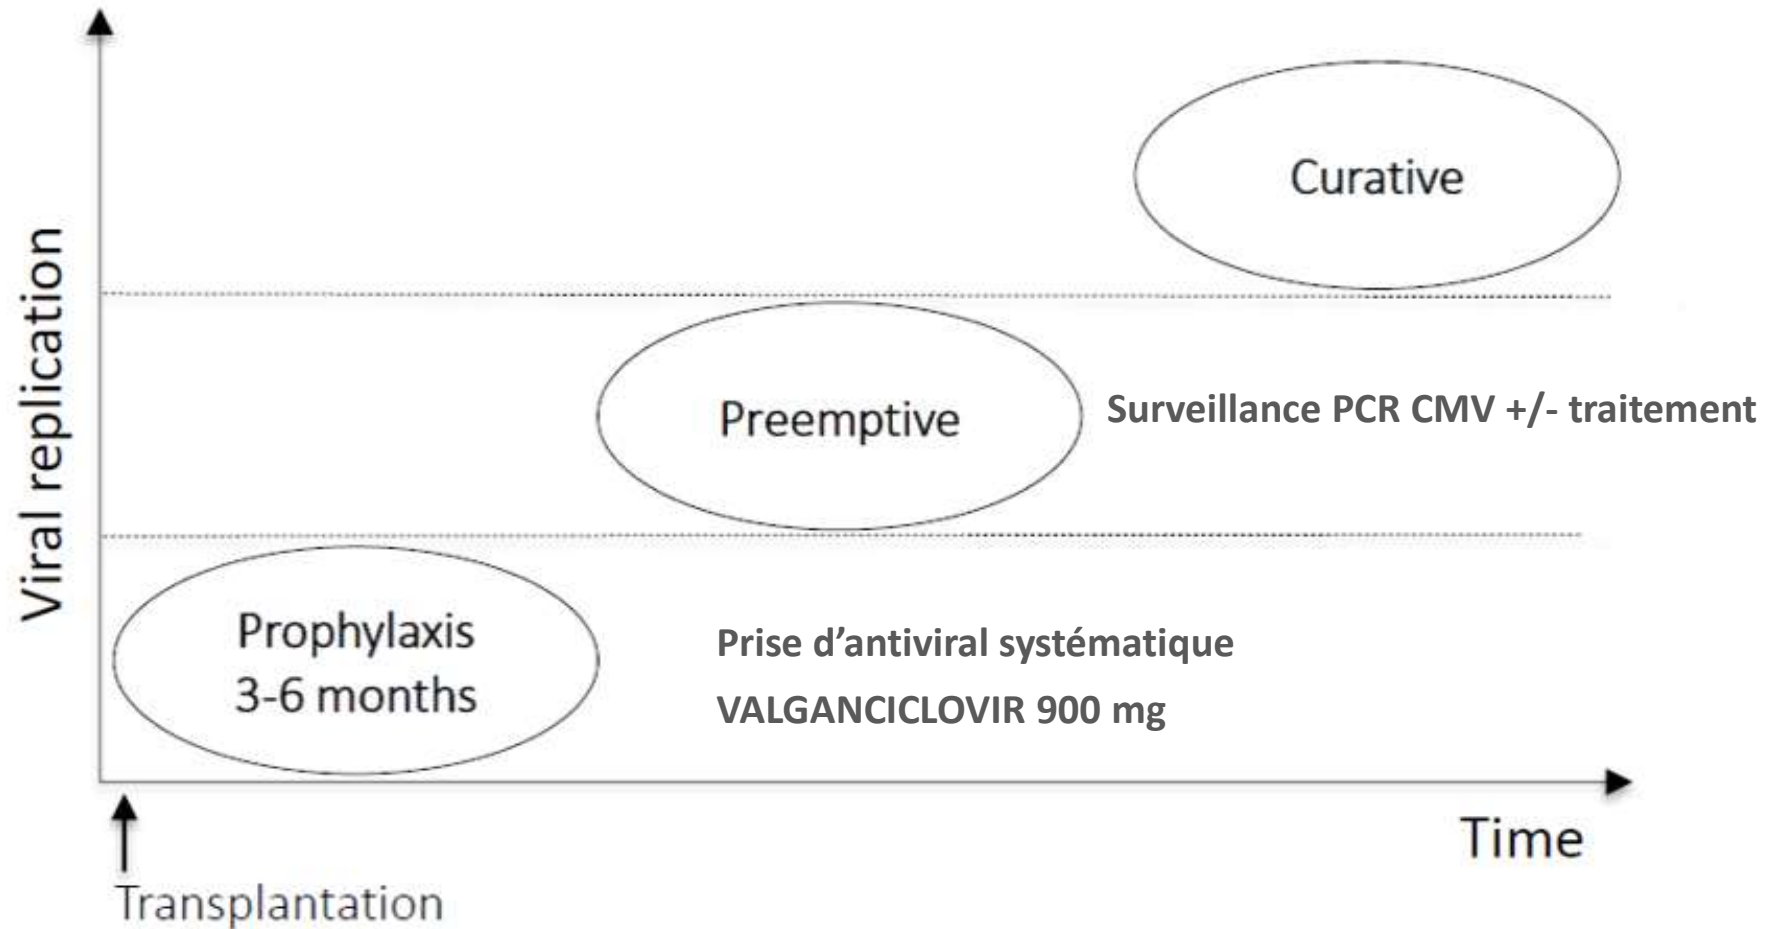 Viral replication
Curative
Preemptive
Surveillance PCR CMV +/- traitement
Prophylaxis
3-6 months
Prise d’antiviral systématique
VALGANCICLOVIR 900 mg
Time
Transplantation